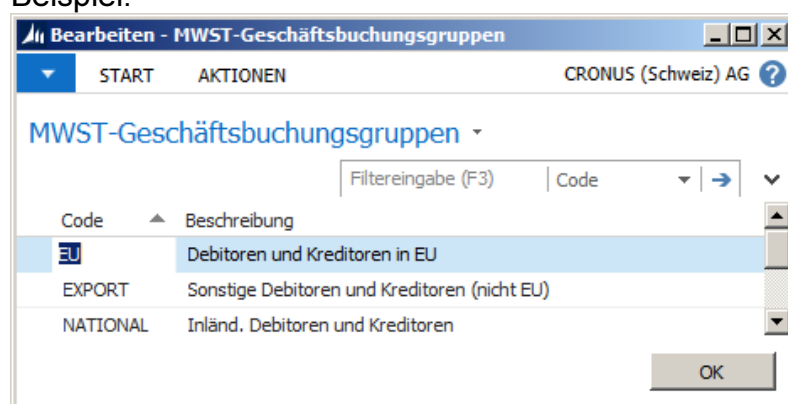 Beispiel:
Bearbeiten - MWST-Geschäftsbuchungsgruppen
START AKTIONEN CRONUS (Schweiz) AG ?
MWST-Geschäftsbuchungsgruppen
Filtereingabe (F3) Code
Code Beschreibung
EU Debitoren und Kreditoren in EU
EXPORT Sonstige Debitoren und Kreditoren (nicht EU)
NATIONAL Inländ. Debitoren und Kreditoren
OK